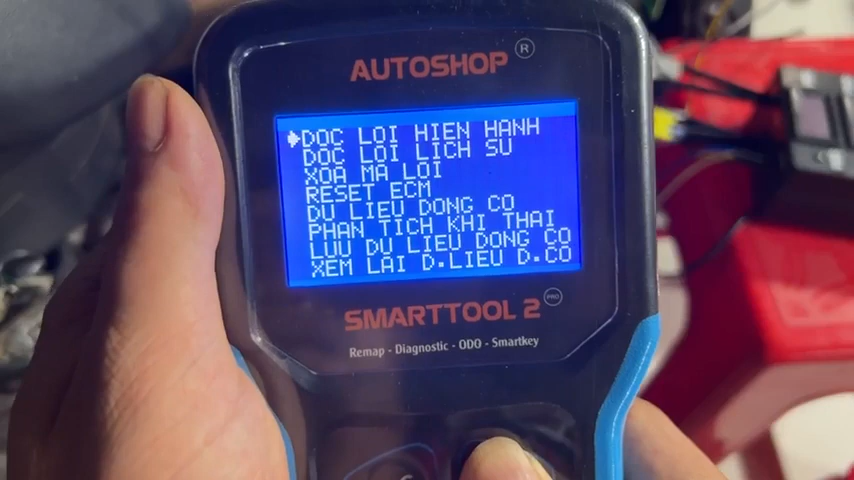 AUTOSHOP ®
DOC LOI HIEN HANH
DOC LOI LICH SU
XOA MA LOI
RESET ECM
DU LIEU DONG CO
PHAN TICH KHI THAI
LUU DU LIEU DONG CO
XEM LAI D.LIEU D.CO
SMARTTOOL 2 PRO
Remap - Diagnostic - ODO - Smartkey